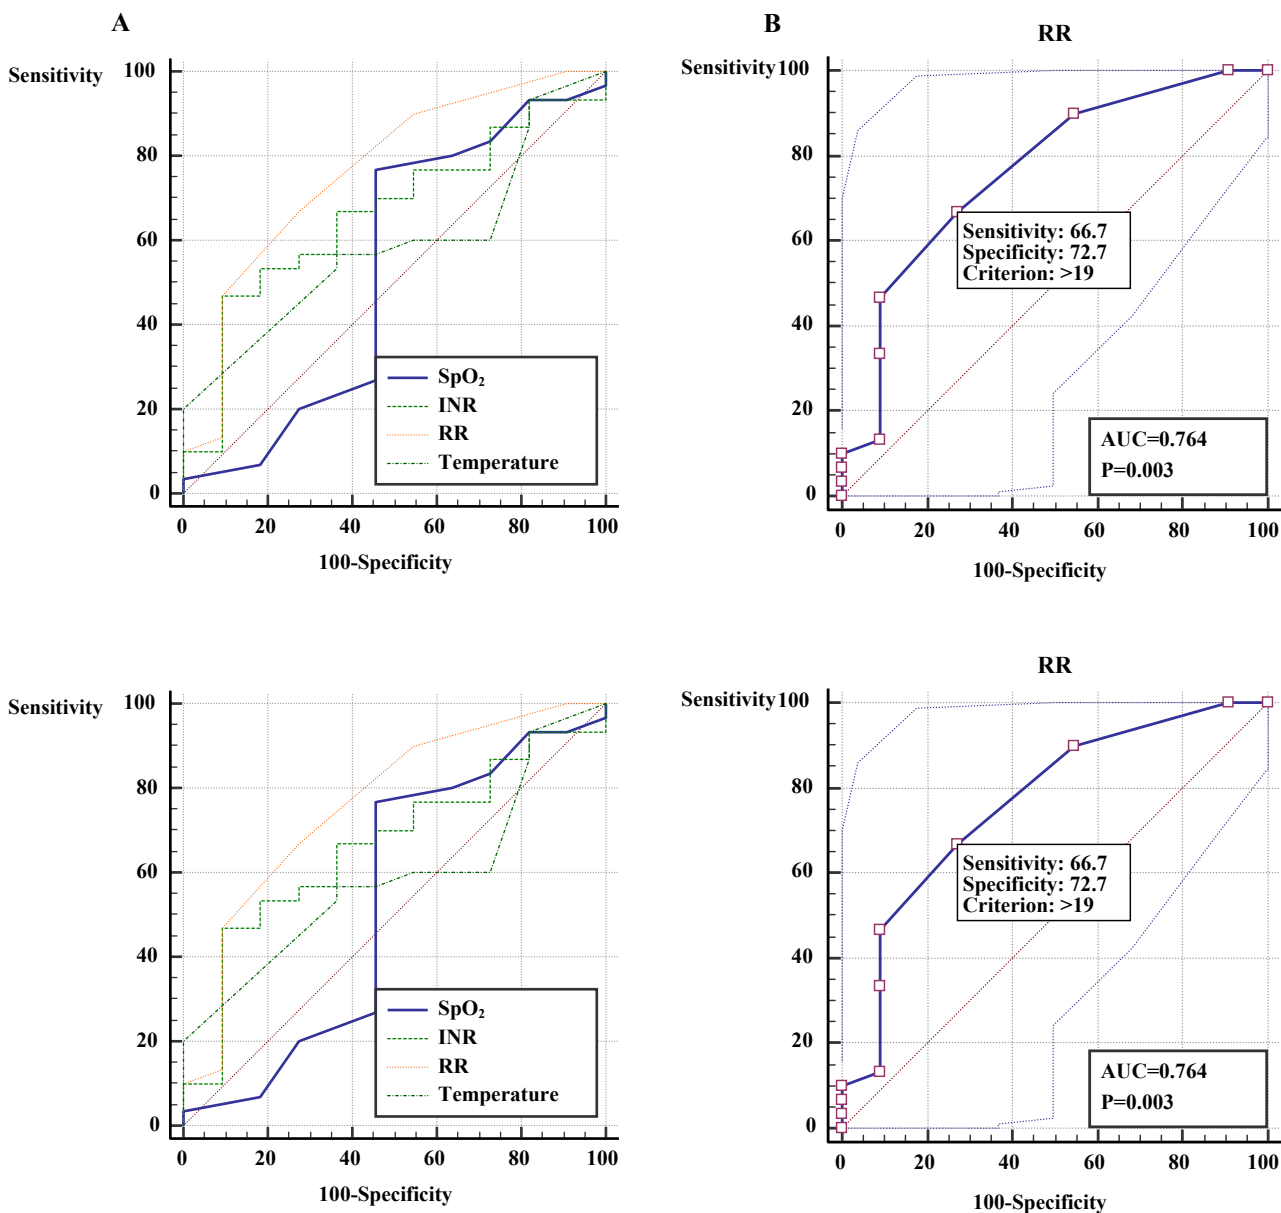 A
Sensitivity
100
80
60
40
20
0
SpO₂
INR
RR
Temperature
0 20 40 60 80 100
100-Specificity
B
RR
Sensitivity
100
80
60
40
20
0
Sensitivity: 66.7
Specificity: 72.7
Criterion: >19
AUC=0.764
P=0.003
0 20 40 60 80 100
100-Specificity
Sensitivity
100
80
60
40
20
0
SpO₂
INR
RR
Temperature
0 20 40 60 80 100
100-Specificity
RR
Sensitivity
100
80
60
40
20
0
Sensitivity: 66.7
Specificity: 72.7
Criterion: >19
AUC=0.764
P=0.003
0 20 40 60 80 100
100-Specificity